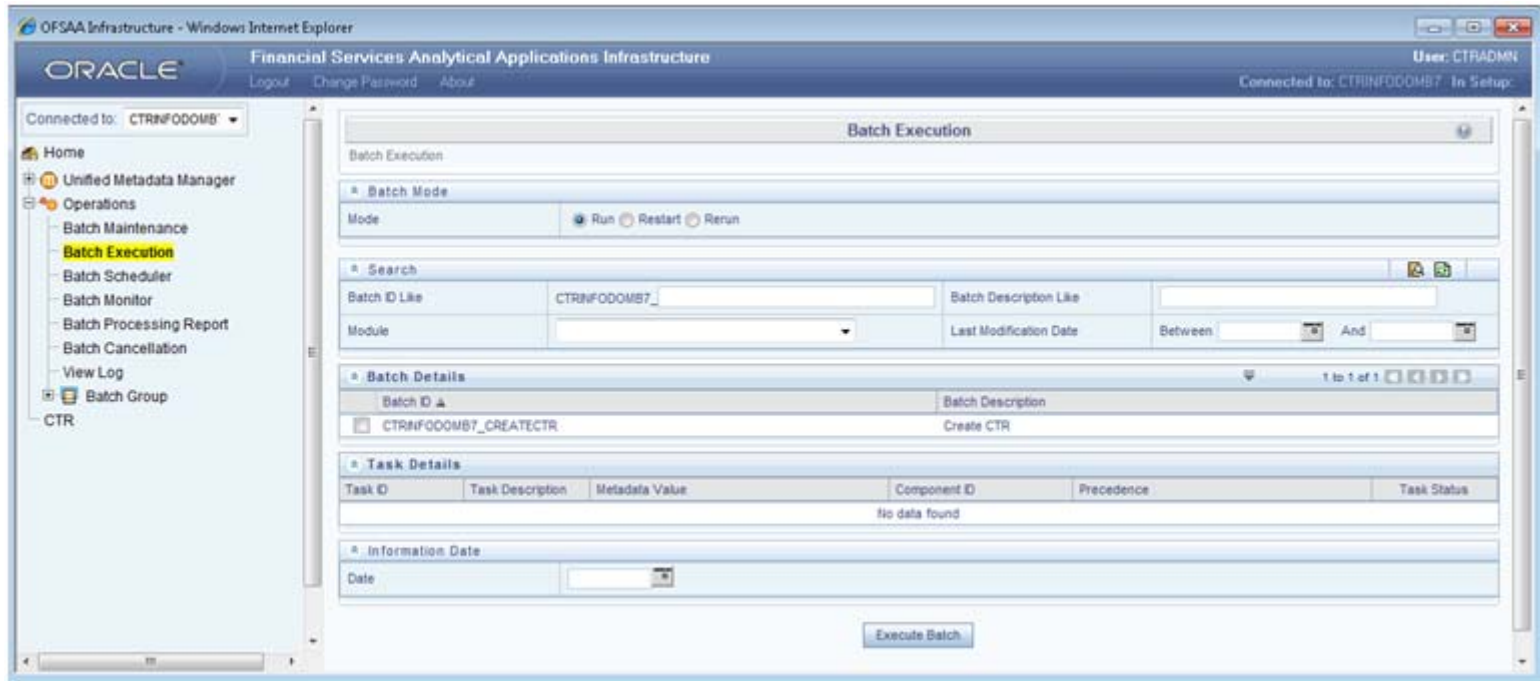 OFSAA Infrastructure - Windows Internet Explorer
ORACLE
Financial Services Analytical Applications Infrastructure
User: CTRADMN
Logout Change Password About
Connected to: CTRINFODOMB7 In Setup:
Connected to: CTRINFODOMB
Home
Unified Metadata Manager
Operations
Batch Maintenance
Batch Execution
Batch Scheduler
Batch Monitor
Batch Processing Report
Batch Cancellation
View Log
Batch Group
CTR
Batch Execution
Batch Execution
Batch Mode
Mode Run Restart Rerun
Search
Batch ID Like CTRINFODOMB7_ Batch Description Like
Module Last Modification Date Between And
Batch Details 1 to 1 of 1
Batch ID Batch Description
CTRINFODOMB7_CREATECTR Create CTR
Task Details
Task ID Task Description Metadata Value Component ID Precedence Task Status
No data found
Information Date
Date
Execute Batch